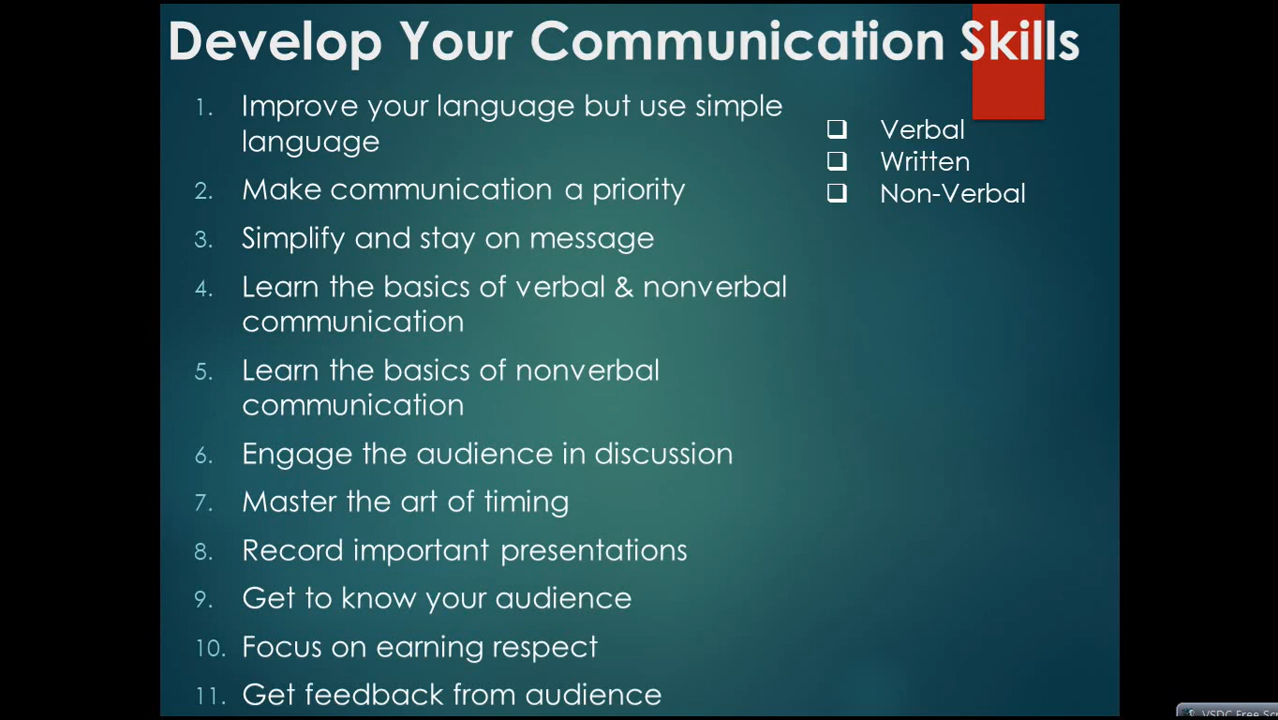 Develop Your Communication Skills
1. Improve your language but use simple
language
2. Make communication a priority
3. Simplify and stay on message
4. Learn the basics of verbal & nonverbal
communication
5. Learn the basics of nonverbal
communication
6. Engage the audience in discussion
7. Master the art of timing
8. Record important presentations
9. Get to know your audience
10. Focus on earning respect
11. Get feedback from audience
❑ Verbal
❑ Written
❑ Non-Verbal
VSDC Free